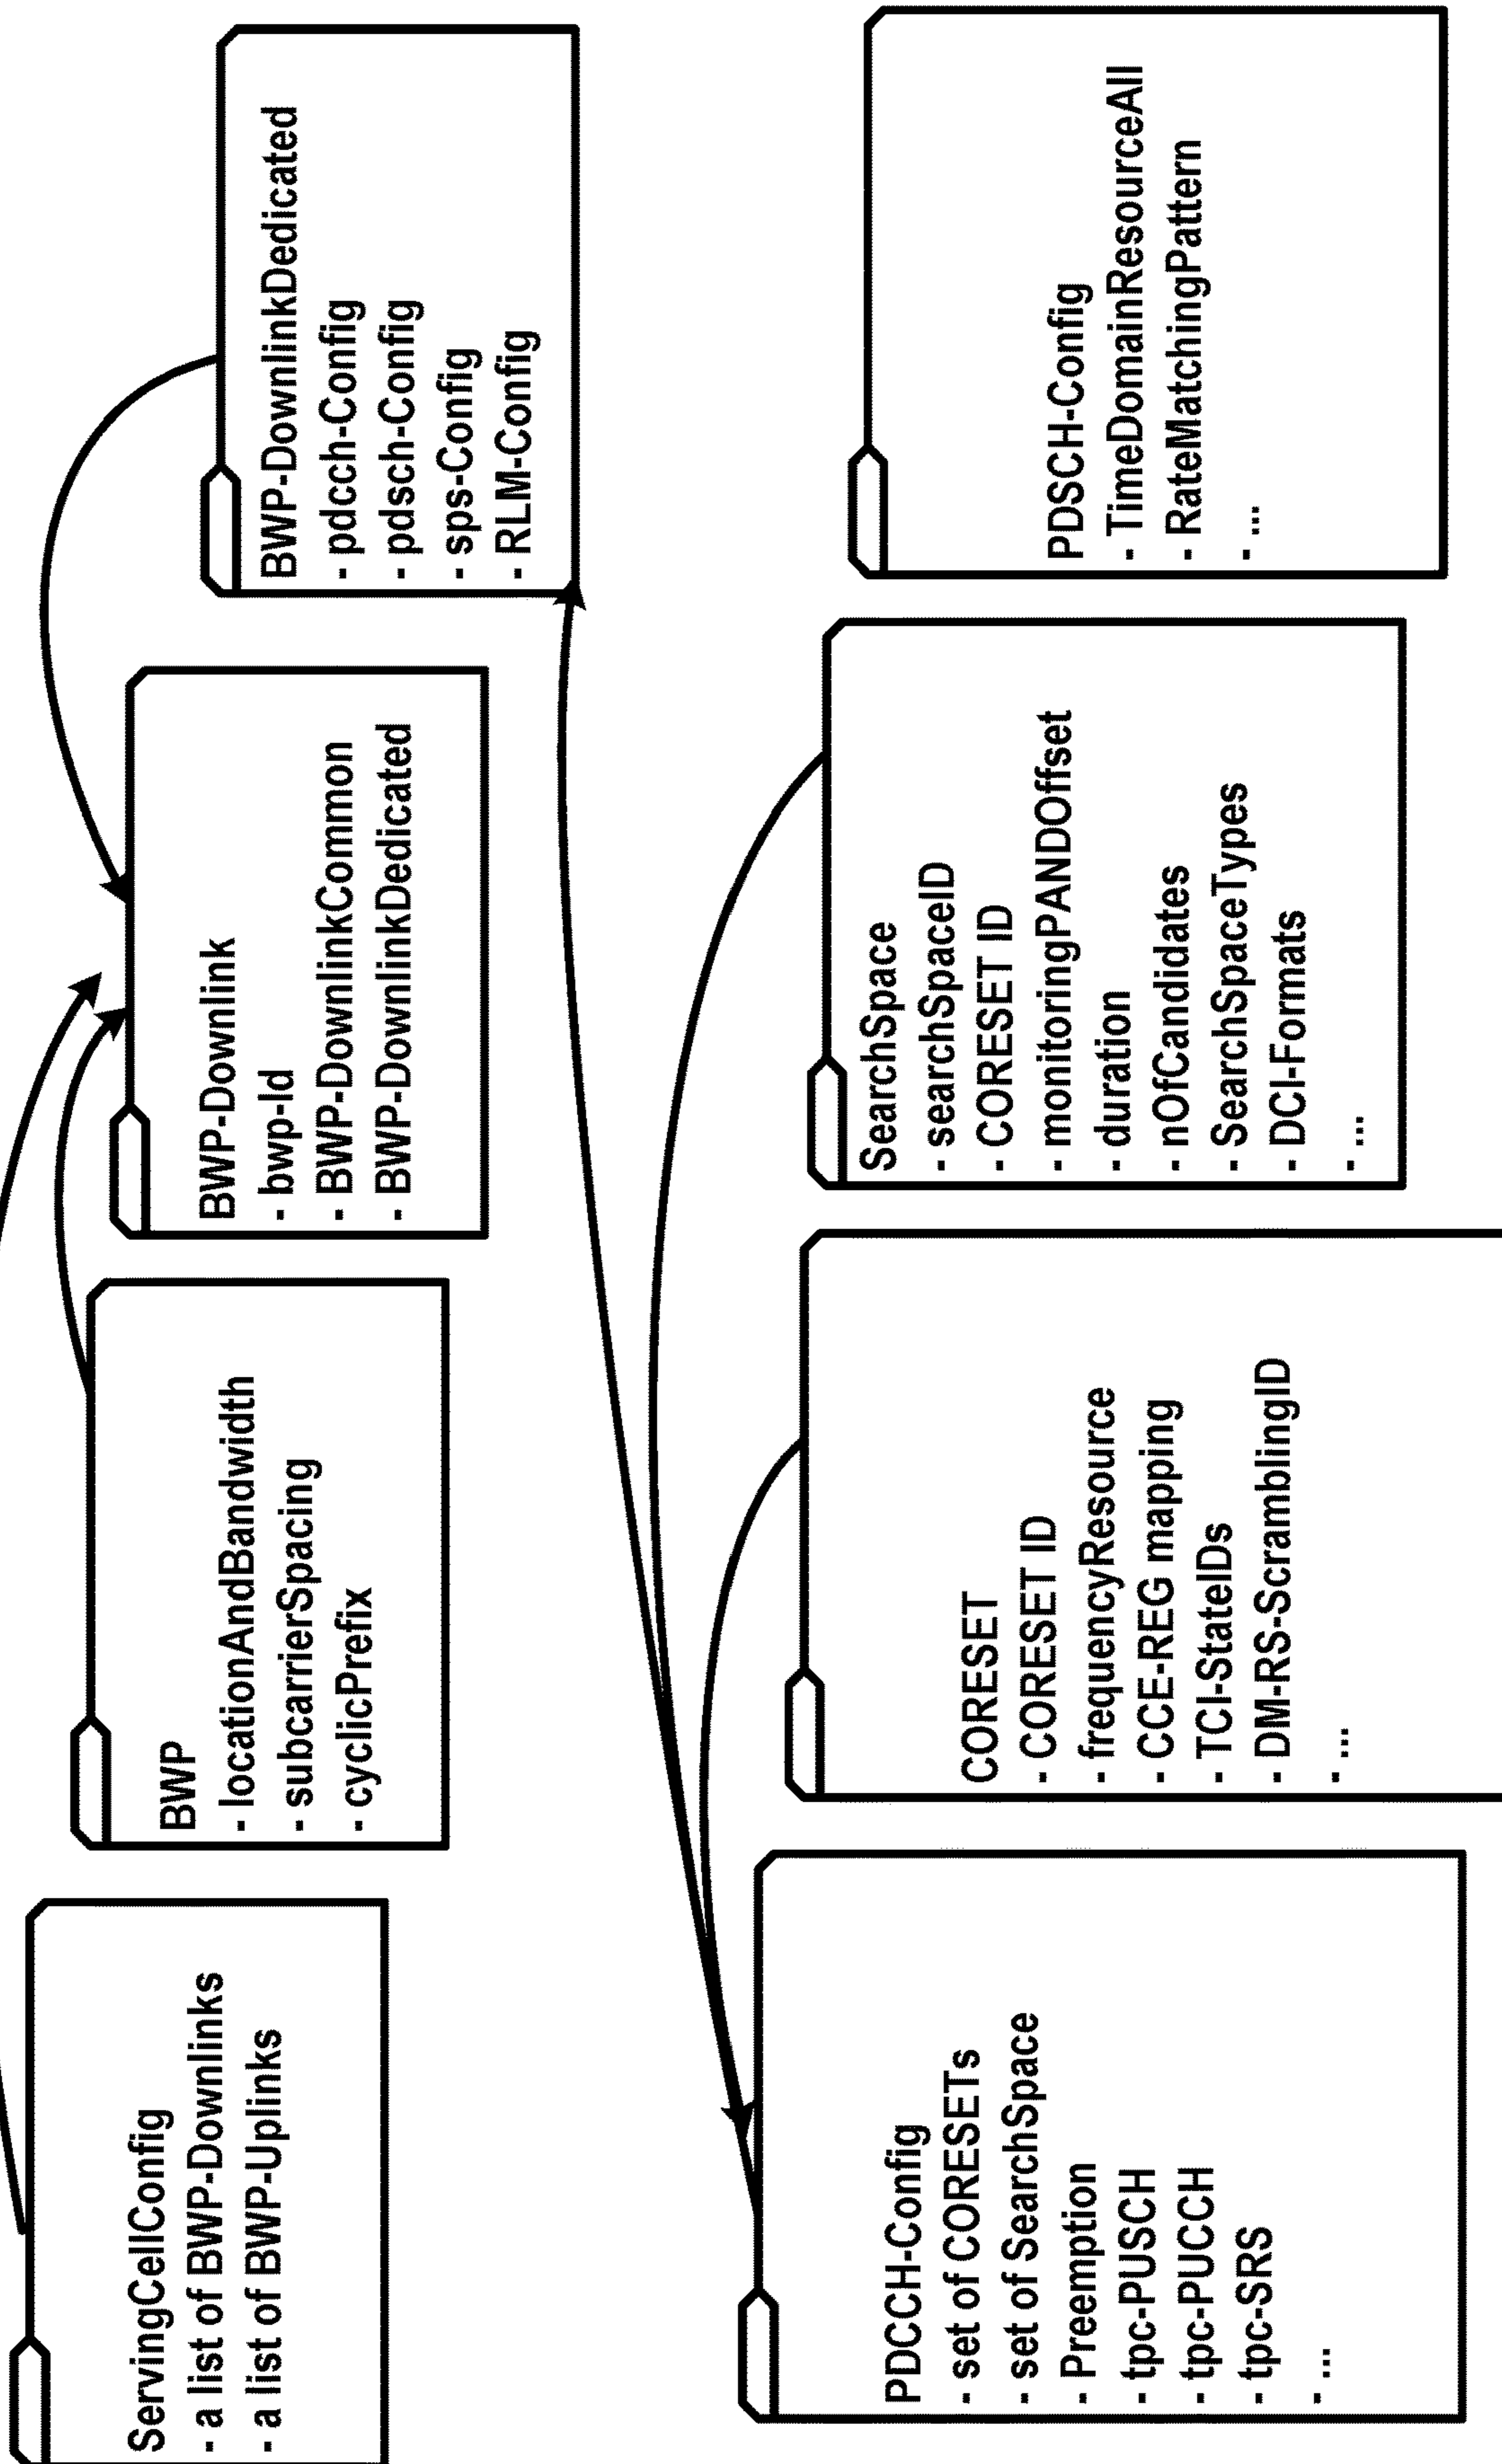 ServingCellConfig
- a list of BWP-Downlinks
- a list of BWP-Uplinks
BWP
- locationAndBandwidth
- subcarrierSpacing
- cyclicPrefix
BWP-Downlink
- bwp-Id
- BWP-DownlinkCommon
- BWP-DownlinkDedicated
BWP-DownlinkDedicated
- pdcch-Config
- pdsch-Config
- sps-Config
- RLM-Config
PDCCH-Config
- set of CORESETs
- set of SearchSpace
- Preemption
- tpc-PUSCH
- tpc-PUCCH
- tpc-SRS
- ...
CORESET
- CORESET ID
- frequencyResource
- CCE-REG mapping
- TCI-StateIDs
- DM-RS-ScramblingID
- ...
SearchSpace
- searchSpaceID
- CORESET ID
- monitoringPANDOffset
- duration
- nOfCandidates
- SearchSpaceTypes
- DCI-Formats
- ...
PDSCH-Config
- TimeDomainResourceAll
- RateMatchingPattern
- ...